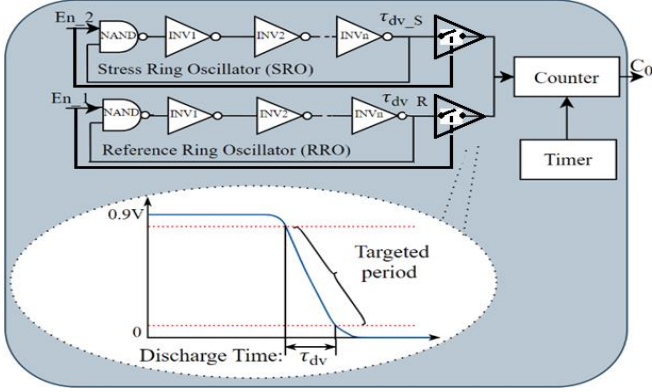 En_2
NAND
INV1
INV2
INVn
τdv_S
Stress Ring Oscillator (SRO)
En_1
NAND
INV1
INV2
INVn
τdv_R
Reference Ring Oscillator (RRO)
Counter
C0
Timer
0.9V
Targeted
period
0
Discharge Time:
τdv